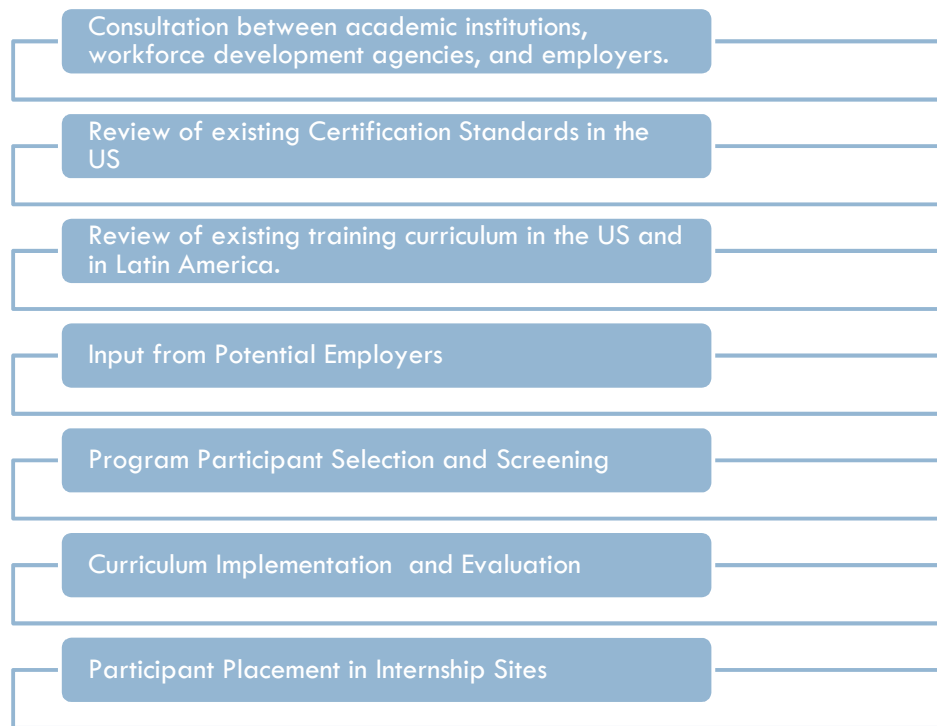 Consultation between academic institutions,
workforce development agencies, and employers.
Review of existing Certification Standards in the
US
Review of existing training curriculum in the US and
in Latin America.
Input from Potential Employers
Program Participant Selection and Screening
Curriculum Implementation  and Evaluation
Participant Placement in Internship Sites